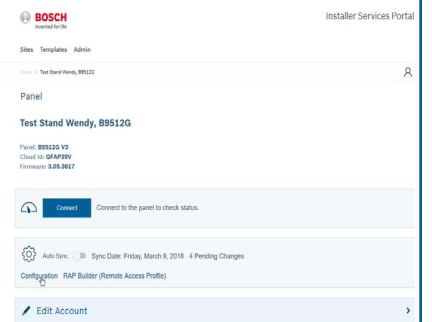 BOSCH
Invented for life
Installer Services Portal
Sites Templates Admin
Home > Test Stand Wendy, B9512G
Panel
Test Stand Wendy, B9512G
Panel: B9512G V3
Cloud Id: QFAP39V
Firmware: 3.05.3617
Connect Connect to the panel to check status.
Auto Sync Sync Date: Friday, March 9, 2018 4 Pending Changes
Configuration RAP Builder (Remote Access Profile)
Edit Account >